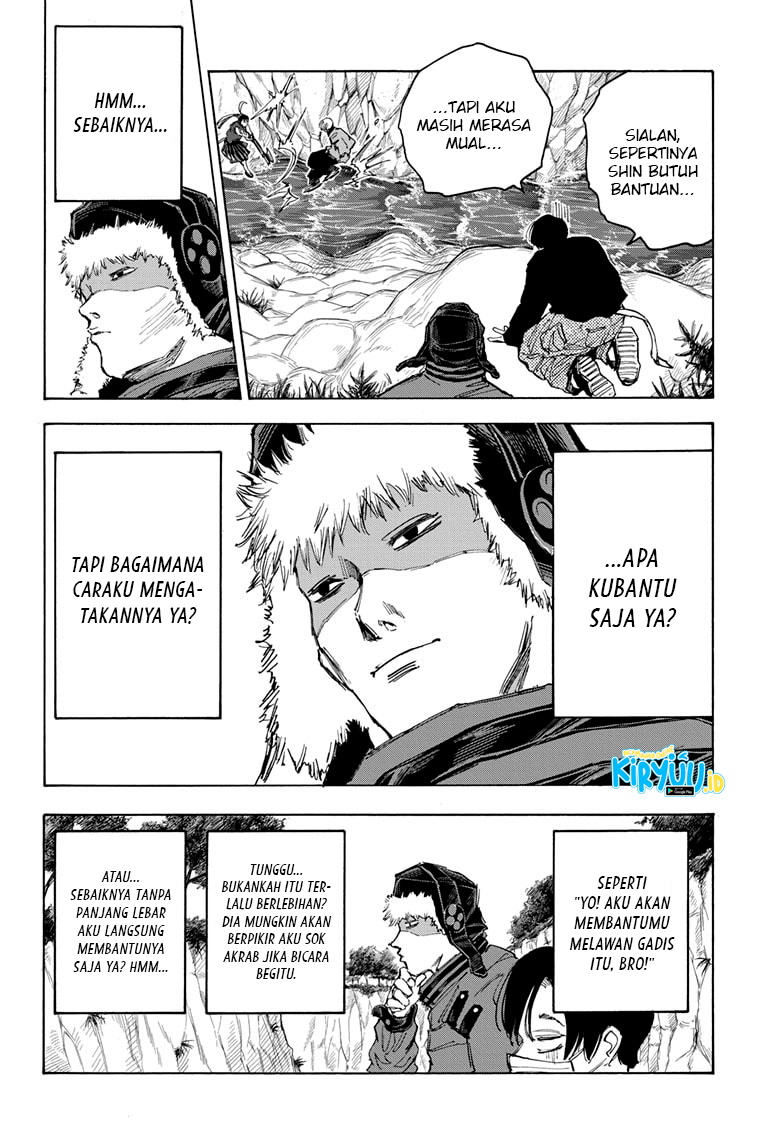 SIALAN,
SEPERTINYA
SHIN BUTUH
BANTUAN...
...TAPI AKU
MASIH MERASA
MUAL...
HMM...
SEBAIKNYA...
...APA
KUBANTU
SAJA YA?
TAPI BAGAIMANA
CARAKU MENGA-
TAKANNYA YA?
KIRYUU.ID
Google Play
SEPERTI
"YO! AKU AKAN
MEMBANTUMU
MELAWAN GADIS
ITU, BRO!"
TUNGGU...
BUKANKAH ITU TER-
LALU BERLEBIHAN?
DIA MUNGKIN AKAN
BERPIKIR AKU SOK
AKRAB JIKA BICARA
BEGITU.
ATAU...
SEBAIKNYA TANPA
PANJANG LEBAR
AKU LANGSUNG
MEMBANTUNYA
SAJA YA? HMM...